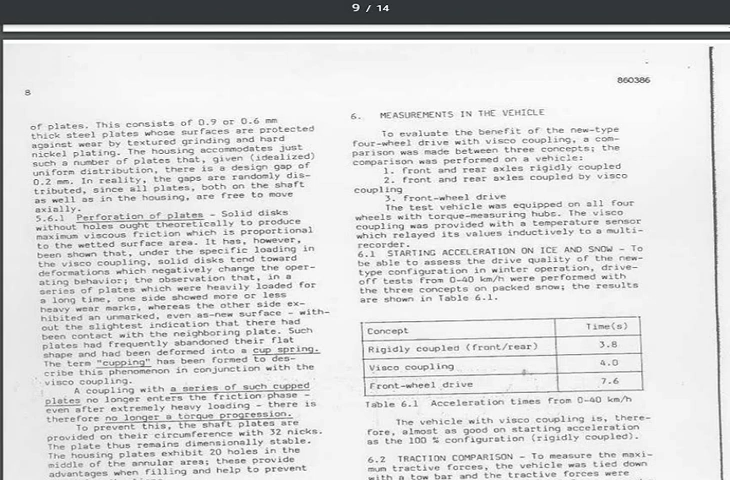 9 / 14
8
860386
of plates. This consists of 0.9 or 0.6 mm
thick steel plates whose surfaces are protected
against wear by textured grinding and hard
nickel plating. The housing accommodates just
such a number of plates that, given (idealized)
uniform distribution, there is a design gap of
0.2 mm. In reality, the gaps are randomly dis-
tributed, since all plates, both on the shaft
as well as in the housing, are free to move
axially.
5.6.1 Perforation of plates - Solid disks
without holes ought theoretically to produce
maximum viscous friction which is proportional
to the wetted surface area. It has, however,
been shown that, under the specific loading in
the visco coupling, solid disks tend toward
deformations which negatively change the oper-
ating behavior; the observation that, in a
series of plates which were heavily loaded for
a long time, one side showed more or less
heavy wear marks, whereas the other side ex-
hibited an unmarked, even as-new surface - with-
out the slightest indication that there had
been contact with the neighboring plate. Such
plates had frequently abandoned their flat
shape and had been deformed into a cup spring.
The term "cupping" has been formed to des-
cribe this phenomenon in conjunction with the
visco coupling.
A coupling with a series of such cupped
plates no longer enters the friction phase -
even after extremely heavy loading - there is
therefore no longer a torque progression.
To prevent this, the shaft plates are
provided on their circumference with 32 nicks.
The plate thus remains dimensionally stable.
The housing plates exhibit 20 holes in the
middle of the annular area; these provide
advantages when filling and help to prevent
6. MEASUREMENTS IN THE VEHICLE
To evaluate the benefit of the new-type
four-wheel drive with visco coupling, a com-
parison was made between three concepts; the
comparison was performed on a vehicle:
1. front and rear axles rigidly coupled
2. front and rear axles coupled by visco
coupling
3. front-wheel drive
The test vehicle was equipped on all four
wheels with torque-measuring hubs. The visco
coupling was provided with a temperature sensor
which relayed its values inductively to a multi-
recorder.
6.1 STARTING ACCELERATION ON ICE AND SNOW - To
be able to assess the drive quality of the new-
type configuration in winter operation, drive-
off tests from 0-40 km/h were performed with
the three concepts on packed snow; the results
are shown in Table 6.1.
Concept Time(s)
Rigidly coupled (front/rear) 3.8
Visco coupling 4.0
Front-wheel drive 7.6
Table 6.1 Acceleration times from 0-40 km/h
The vehicle with visco coupling is, there-
fore, almost as good on starting acceleration
as the 100 % configuration (rigidly coupled).
6.2 TRACTION COMPARISON - To measure the maxi-
mum tractive forces, the vehicle was tied down
with a tow bar and the tractive forces were